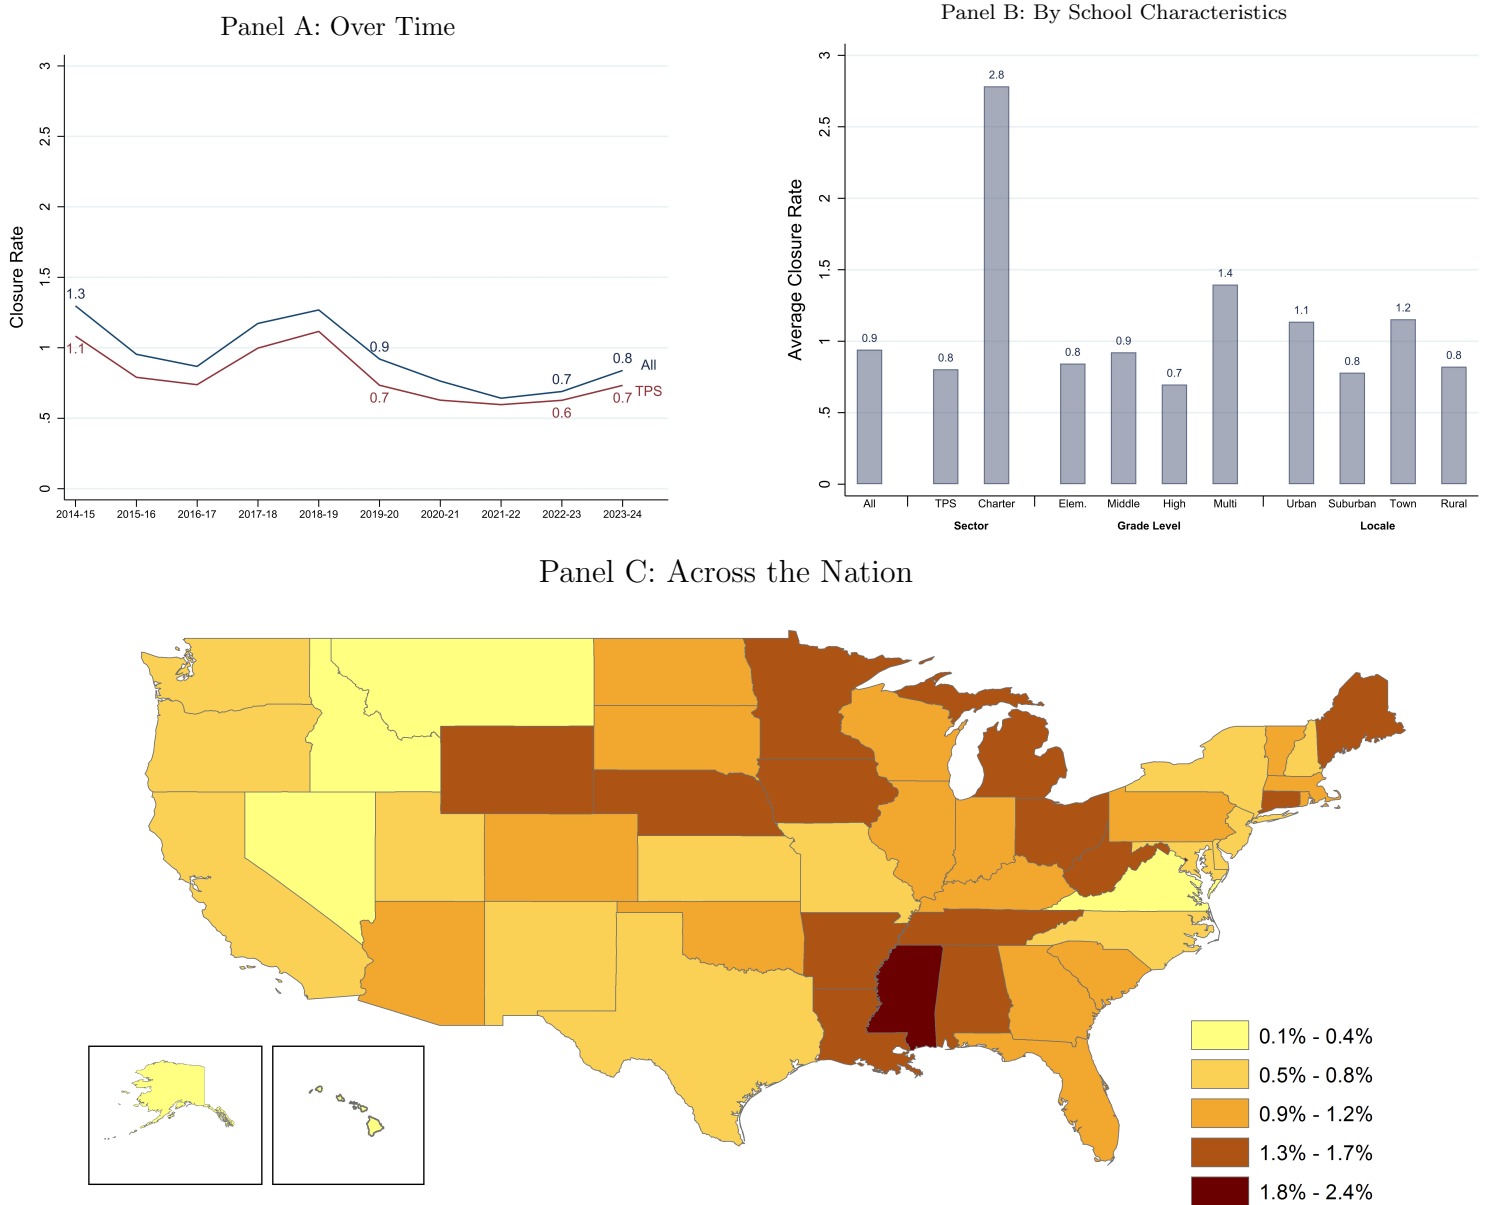 Panel A: Over Time
Closure Rate
3
2.5
2
1.5
1
.5
0
1.3
1.1
0.9
0.7
0.7
0.6
0.8
0.7
All
TPS
2014-15 2015-16 2016-17 2017-18 2018-19 2019-20 2020-21 2021-22 2022-23 2023-24
Panel B: By School Characteristics
Average Closure Rate
3
2.5
2
1.5
1
.5
0
0.9 0.8 2.8 0.8 0.9 0.7 1.4 1.1 0.8 1.2 0.8
All TPS Charter Elem. Middle High Multi Urban Suburban Town Rural
Sector Grade Level Locale
Panel C: Across the Nation
0.1% - 0.4%
0.5% - 0.8%
0.9% - 1.2%
1.3% - 1.7%
1.8% - 2.4%